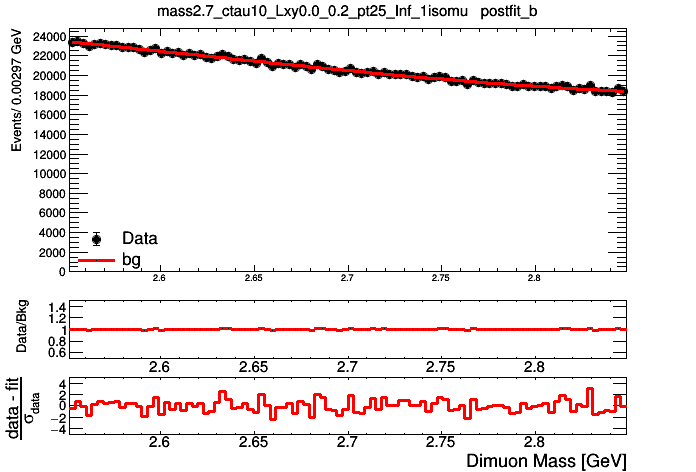 mass2.7_ctau10_Lxy0.0_0.2_pt25_Inf_1isomu postfit_b
Events/ 0.00297 GeV
24000
22000
20000
18000
16000
14000
12000
10000
8000
6000
4000
2000
0
Data
bg
2.6 2.65 2.7 2.75 2.8
Data/Bkg
1.4
1.2
1
0.8
0.6
2.6 2.65 2.7 2.75 2.8
data - fit
σdata
4
2
0
−2
−4
2.6 2.65 2.7 2.75 2.8
Dimuon Mass [GeV]